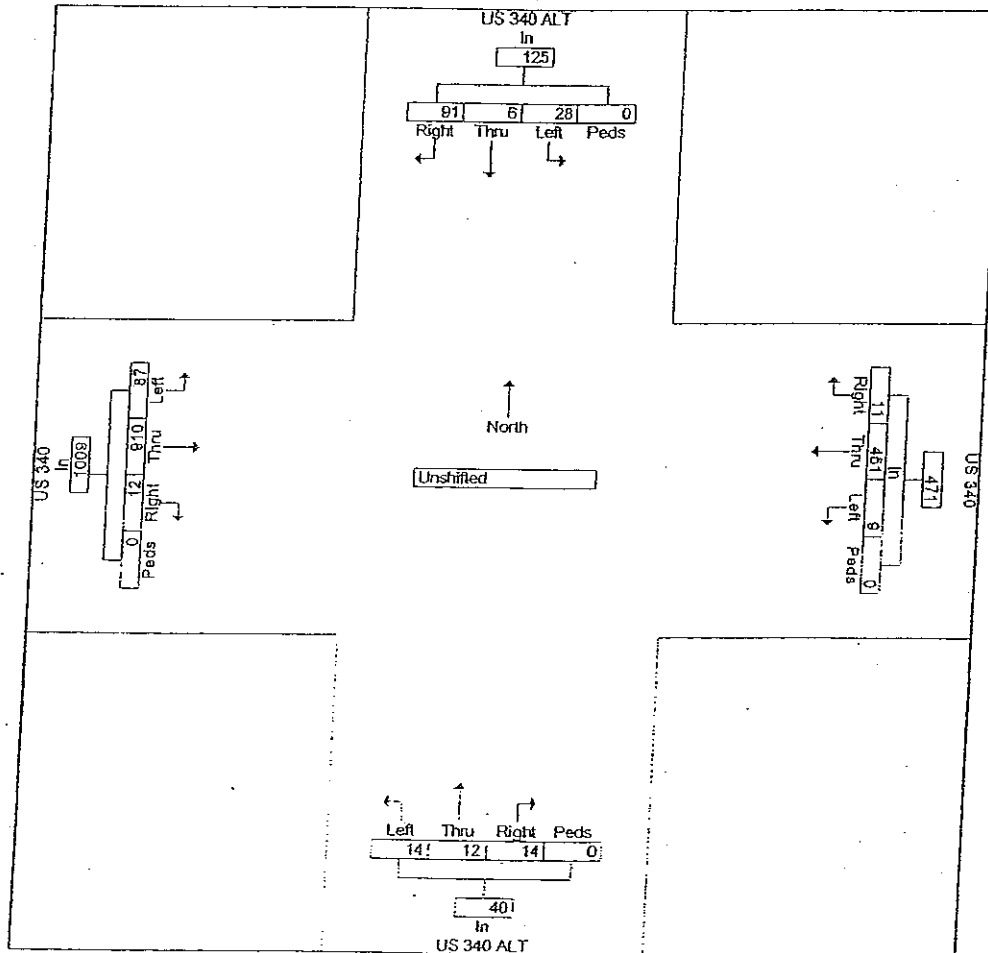 US 340 ALT
In
125
91 6 28 0
Right Thru Left Peds
North
Unshifted
US 340
In
1009
87 910 12 0
Left Thru Right Peds
US 340
In
471
11 451 9 0
Right Thru Left Peds
Left Thru Right Peds
14 12 14 0
40
In
US 340 ALT